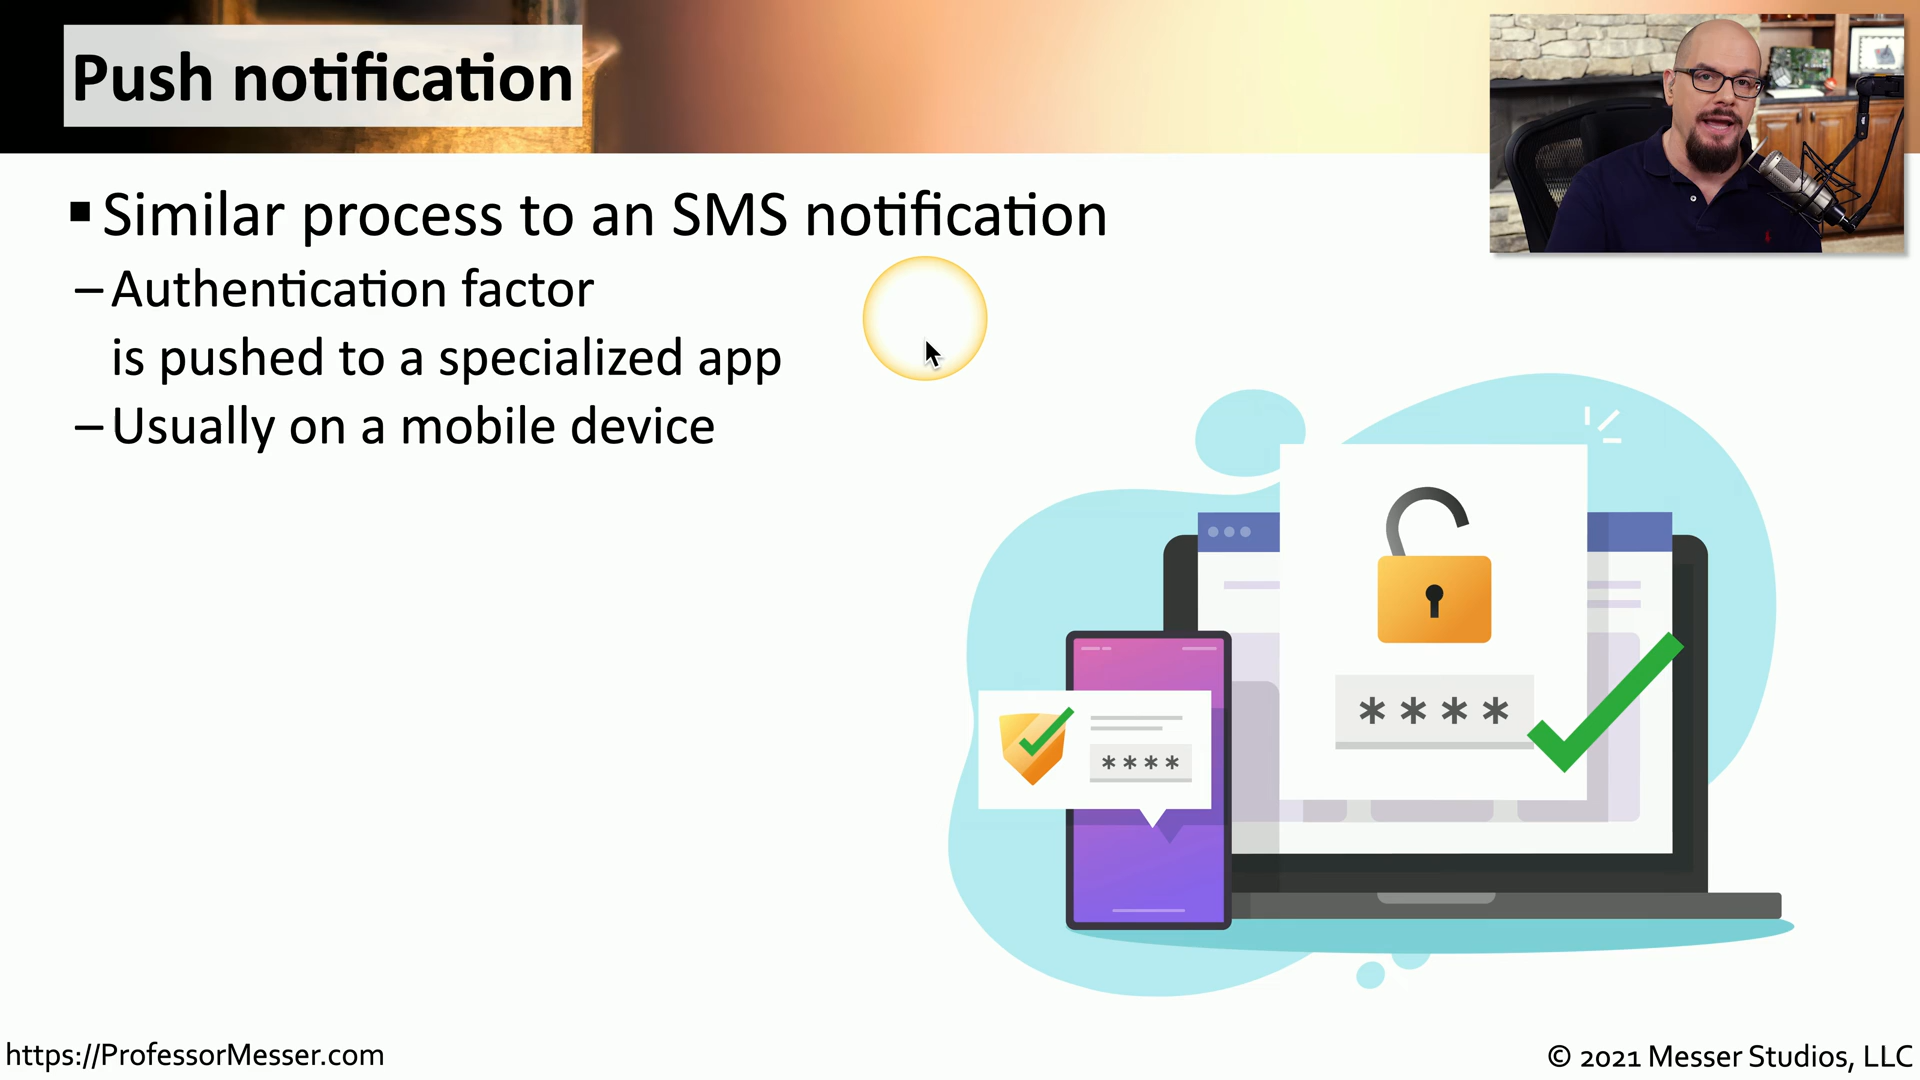 Push notification
▪ Similar process to an SMS notification
– Authentication factor
is pushed to a specialized app
– Usually on a mobile device
* * * *
* * * *
https://ProfessorMesser.com
© 2021 Messer Studios, LLC